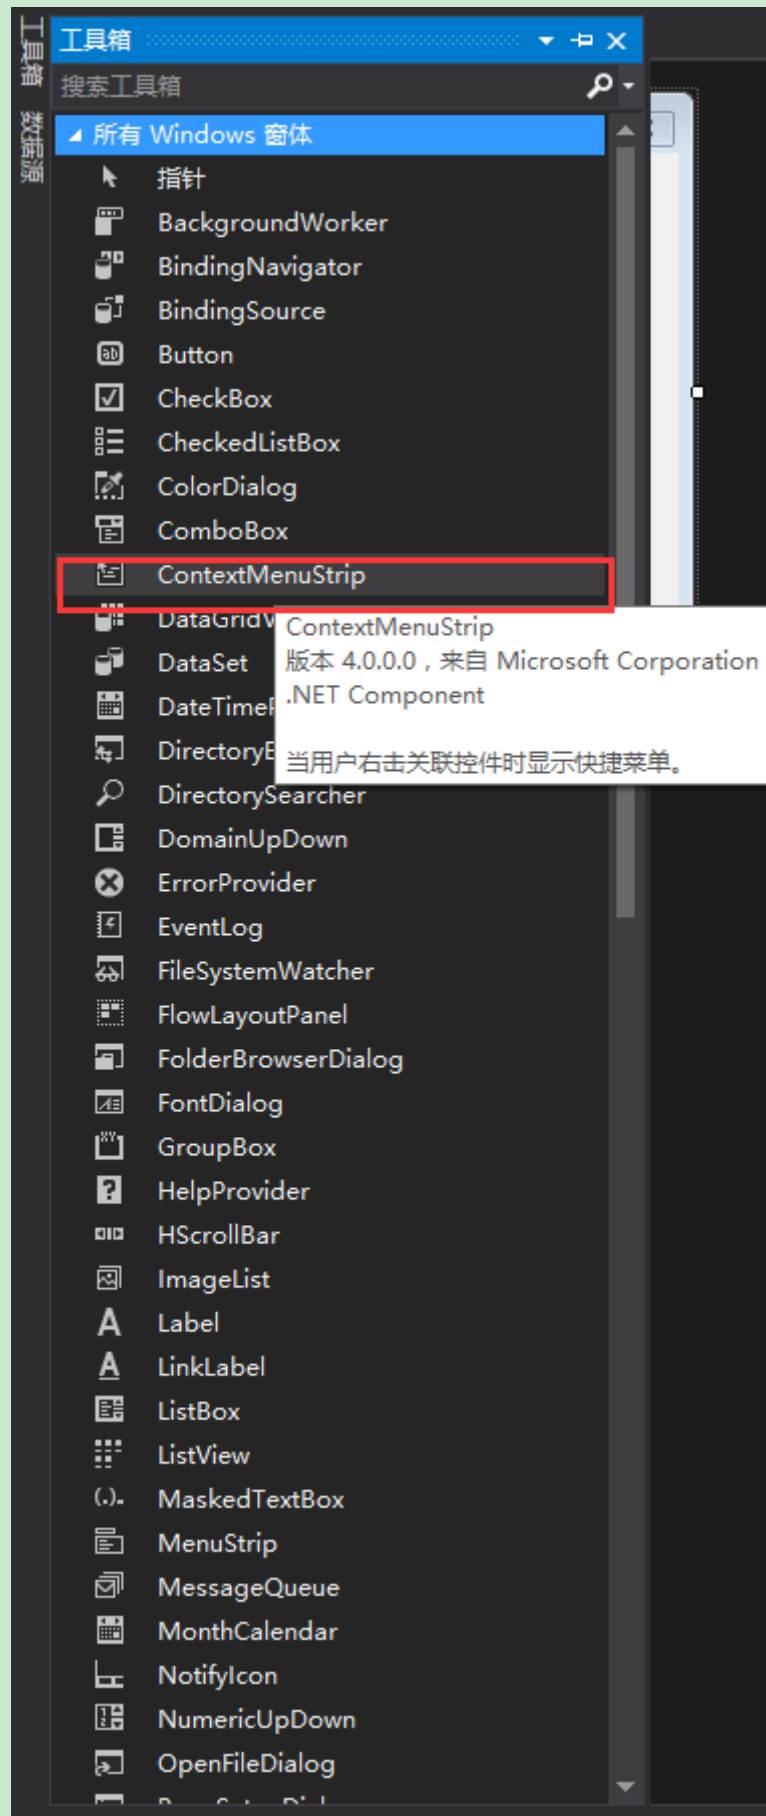 工具箱
数据源
工具箱
搜索工具箱
所有 Windows 窗体
指针
BackgroundWorker
BindingNavigator
BindingSource
Button
CheckBox
CheckedListBox
ColorDialog
ComboBox
ContextMenuStrip
DataGridV
ContextMenuStrip
版本 4.0.0.0，来自 Microsoft Corporation
.NET Component
当用户右击关联控件时显示快捷菜单。
DataSet
DateTimeP
DirectoryE
DirectorySearcher
DomainUpDown
ErrorProvider
EventLog
FileSystemWatcher
FlowLayoutPanel
FolderBrowserDialog
FontDialog
GroupBox
HelpProvider
HScrollBar
ImageList
Label
LinkLabel
ListBox
ListView
MaskedTextBox
MenuStrip
MessageQueue
MonthCalendar
NotifyIcon
NumericUpDown
OpenFileDialog